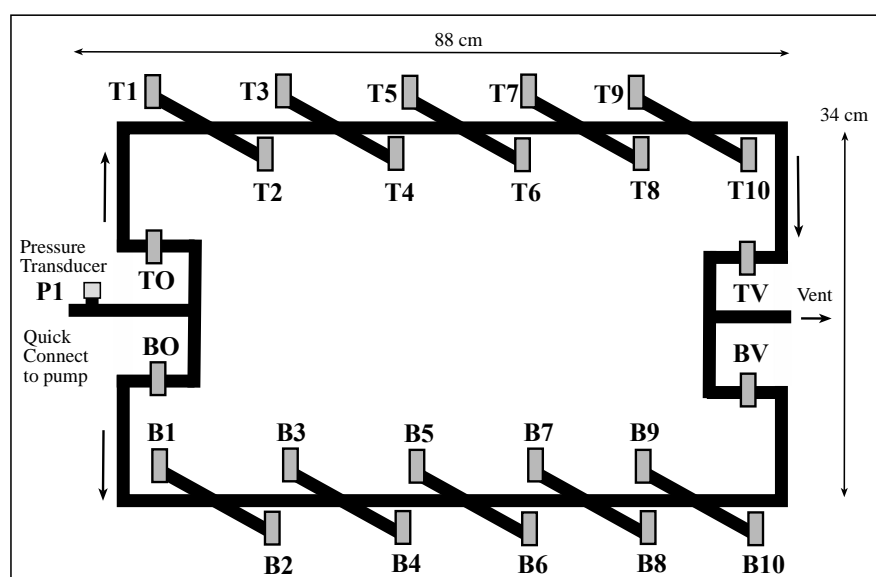 88 cm
T1
T3
T5
T7
T9
34 cm
T2
T4
T6
T8
T10
Pressure
Transducer
P1
TO
TV
Vent
Quick
Connect
to pump
BO
BV
B1
B3
B5
B7
B9
B2
B4
B6
B8
B10